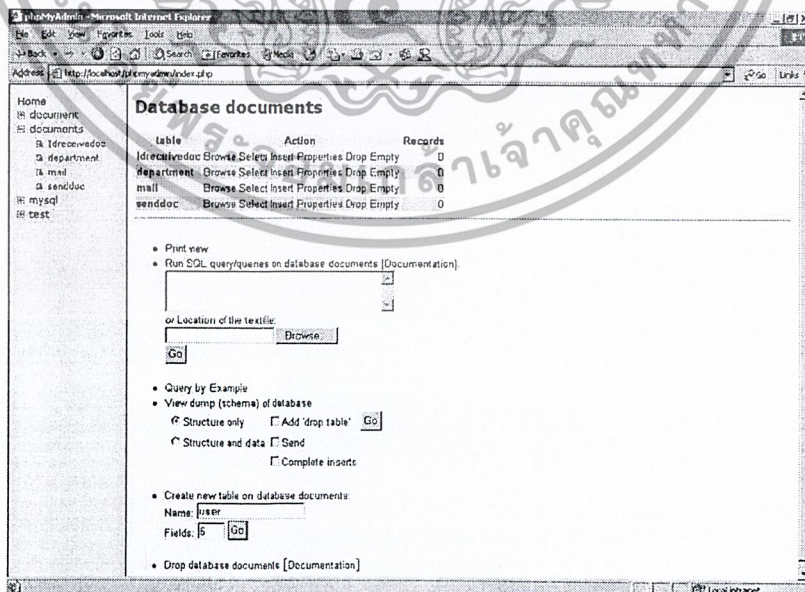 phpMyAdmin - Microsoft Internet Explorer
File Edit View Favorites Tools Help
Back Search Favorites Media
Address http://localhost/phpmyadmin/index.php Go Links
Home
document
documents
ldreceivedoc
department
mail
senddoc
mysql
test
Database documents
table Action Records
ldreceivedoc Browse Select Insert Properties Drop Empty 0
department Browse Select Insert Properties Drop Empty 0
mail Browse Select Insert Properties Drop Empty 0
senddoc Browse Select Insert Properties Drop Empty 0
Print view
Run SQL query/queries on database documents [Documentation]:
or Location of the textfile:
Browse...
Go
Query by Example
View dump (schema) of database
Structure only Add 'drop table' Go
Structure and data Send
Complete inserts
Create new table on database documents:
Name: user
Fields: 6 Go
Drop database documents [Documentation]
Local intranet